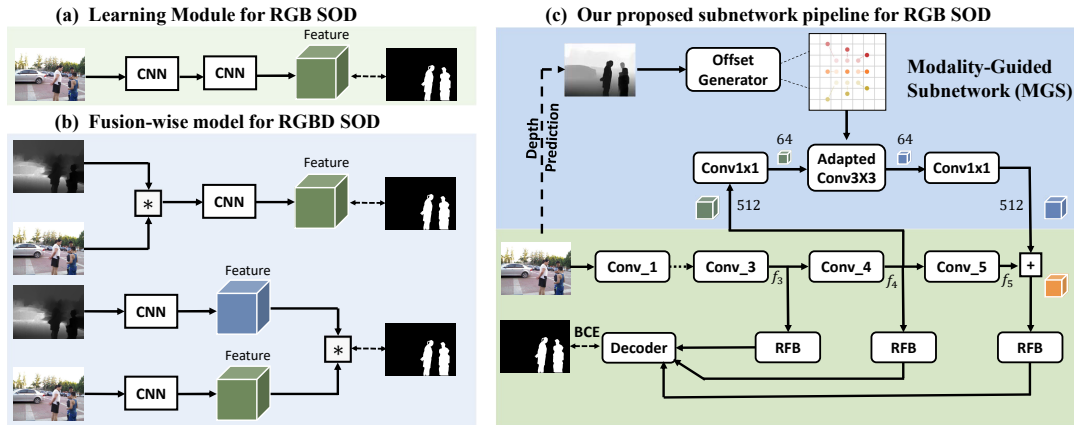 (a) Learning Module for RGB SOD
Feature
CNN
CNN
(b) Fusion-wise model for RGBD SOD
Feature
*
CNN
Feature
CNN
*
Feature
CNN
(c) Our proposed subnetwork pipeline for RGB SOD
Offset
Generator
Modality-Guided
Subnetwork (MGS)
Depth
Prediction
64
64
Conv1x1
Adapted
Conv3X3
Conv1x1
512
512
Conv_1
Conv_3
Conv_4
Conv_5
+
f3
f4
f5
BCE
Decoder
RFB
RFB
RFB